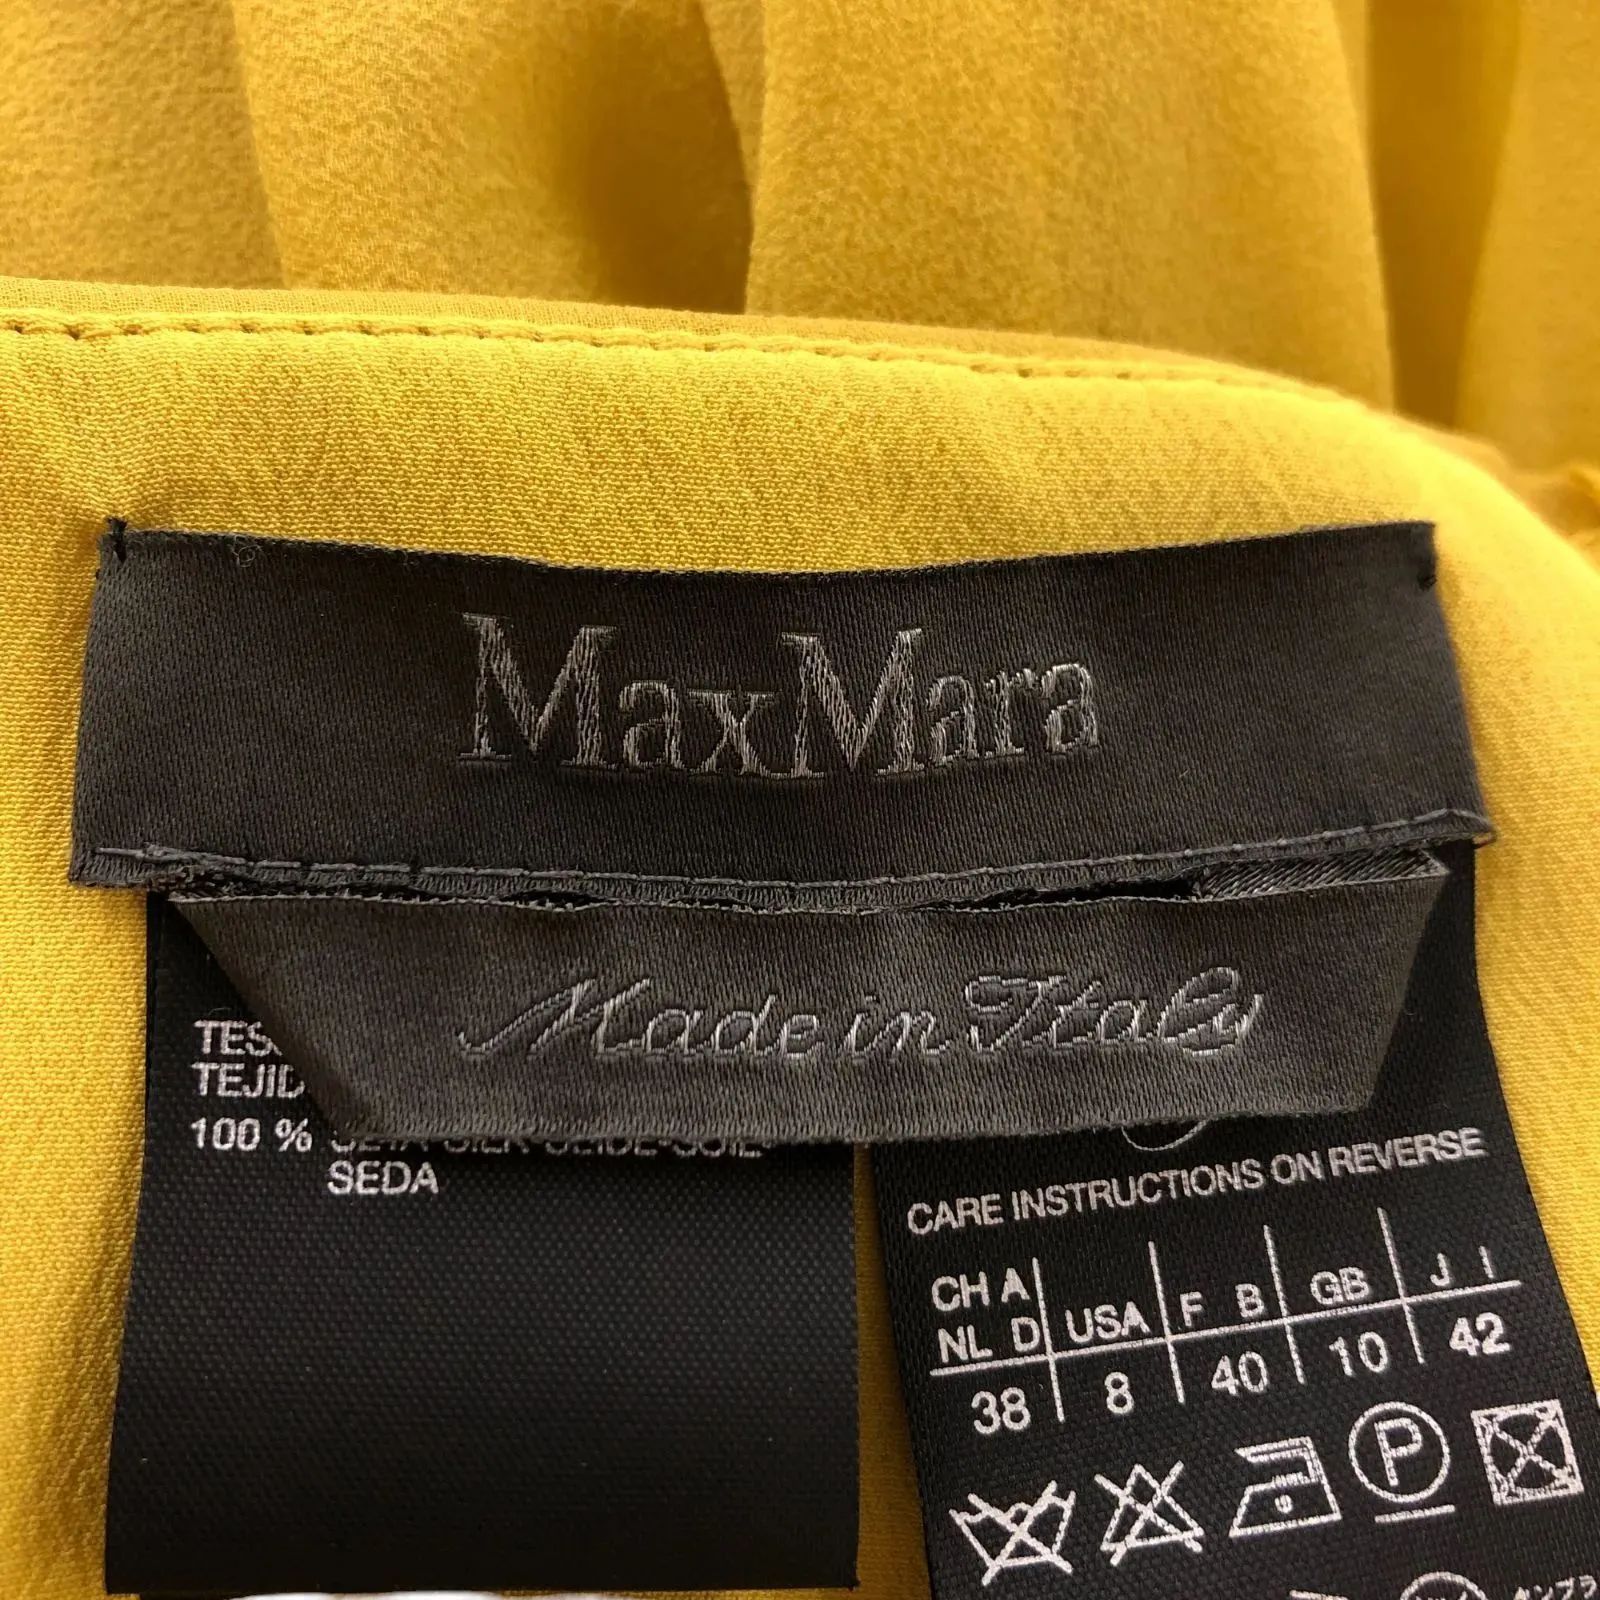 MaxMara
Made in Italy
100 %
SEDA
CARE INSTRUCTIONS ON REVERSE
CH A
NL D
USA
F B
GB
J I
38
8
40
10
42
P